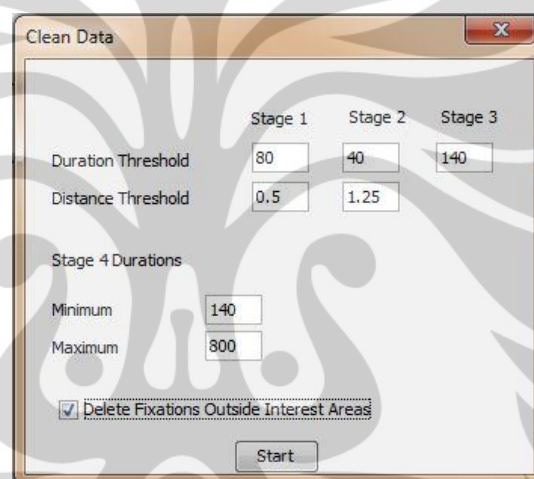 Clean Data
Stage 1 Stage 2 Stage 3
Duration Threshold 80 40 140
Distance Threshold 0.5 1.25
Stage 4 Durations
Minimum 140
Maximum 800
Delete Fixations Outside Interest Areas
Start